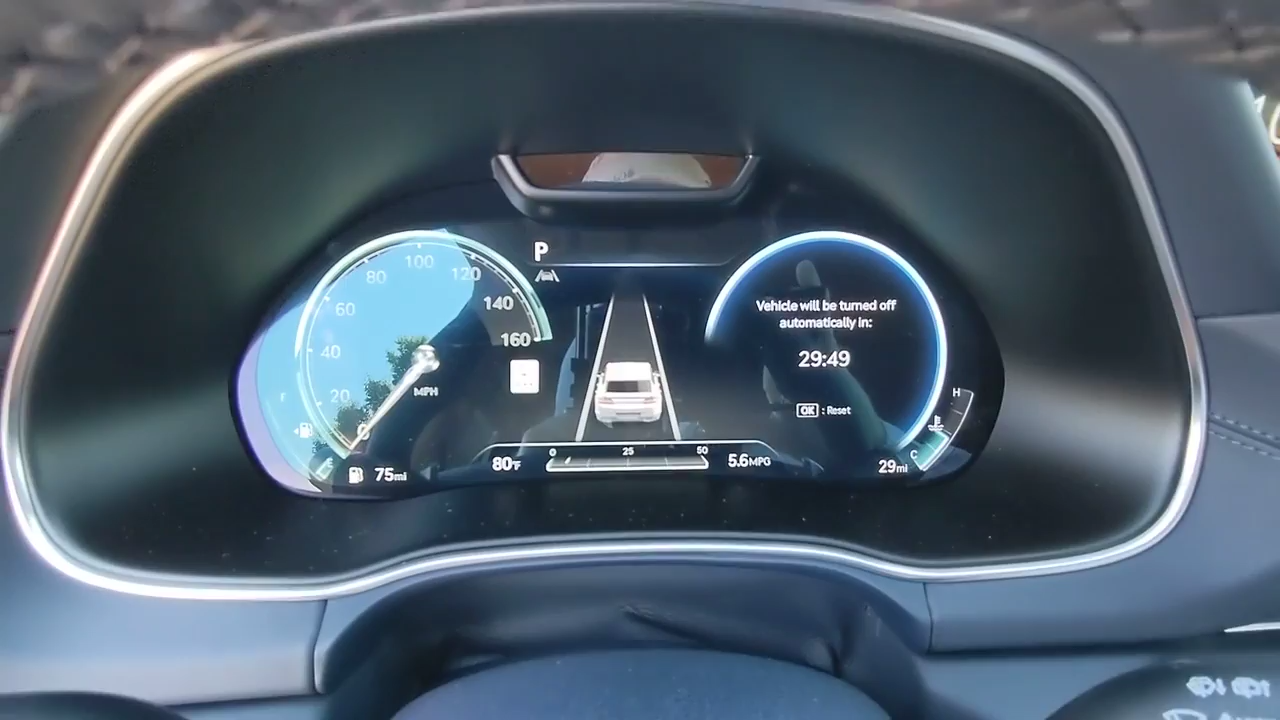 P
100
80
120
60
140
160
40
20
MPH
0
F
E
75mi
80°F
0 25 50
5.6MPG
Vehicle will be turned off
automatically in:
29:49
OK : Reset
H
C
29mi